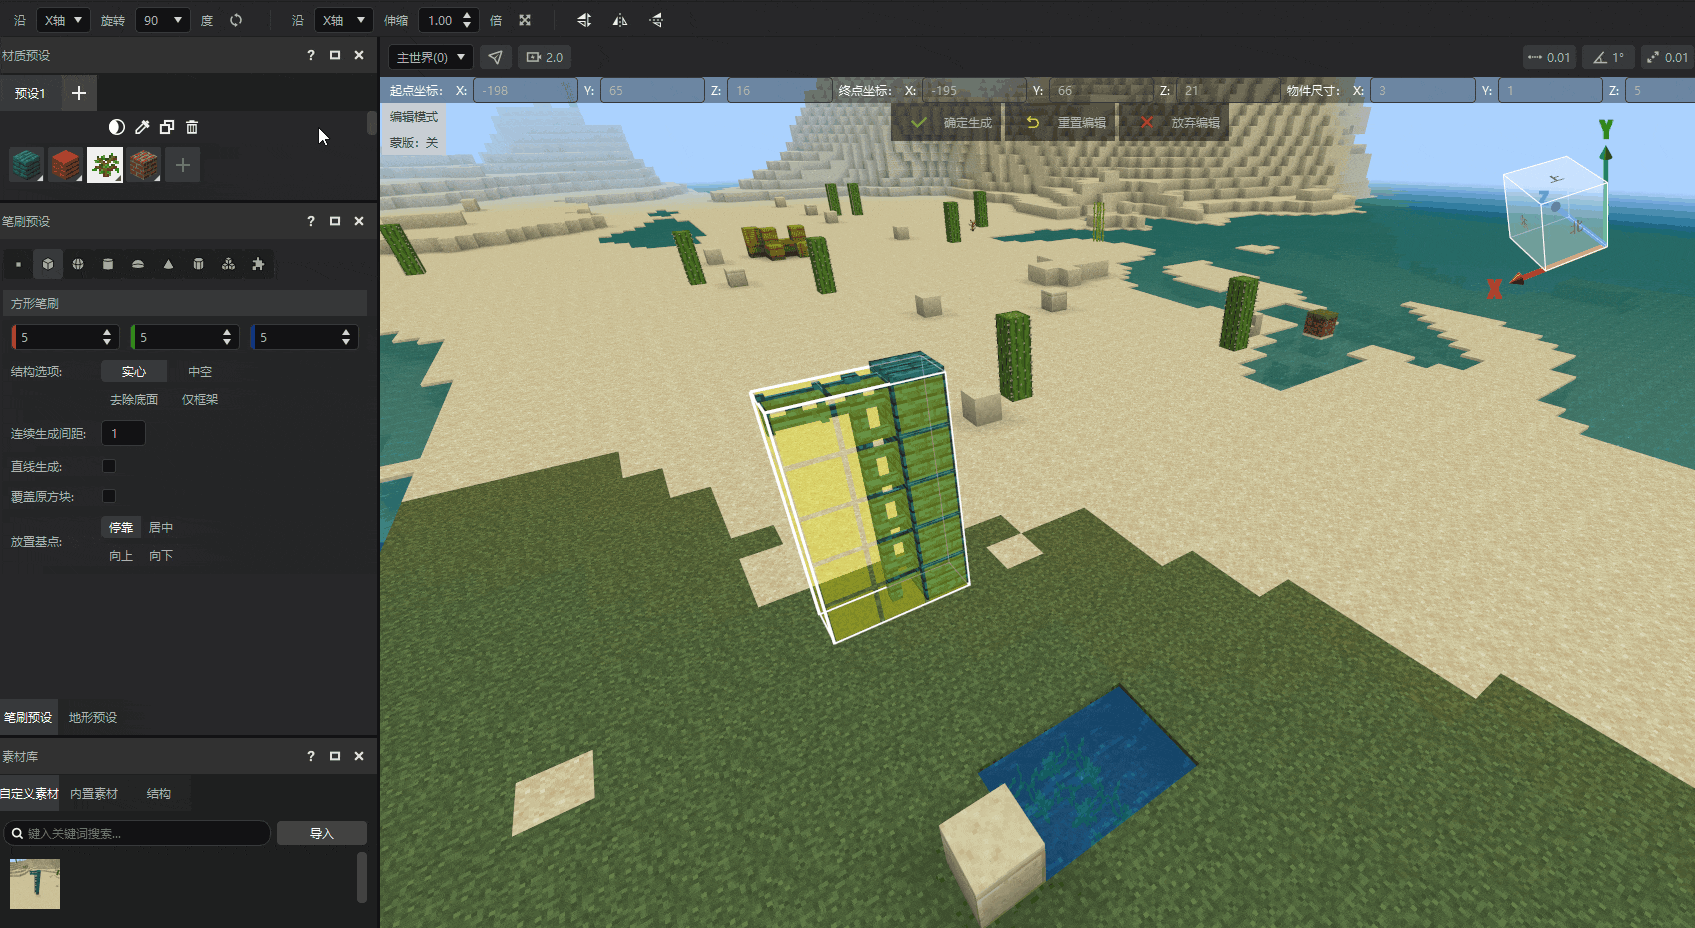 沿 X轴 旋转 90 度 沿 X轴 伸缩 1.00 倍
材质预设 ?
主世界(0) 2.0 0.01 1° 0.01
预设1 +
起点坐标: X: -198 Y: 65 Z: 16 终点坐标: X: -195 Y: 66 Z: 21 物件尺寸: X: 3 Y: 1 Z: 5
编辑模式
确定生成 重置编辑 放弃编辑
蒙版: 关
Y
X
Z
北
笔刷预设 ?
方形笔刷
5 5 5
结构选项: 实心 中空
去除底面 仅框架
连续生成间距: 1
直线生成:
覆盖原方块:
放置基点: 停靠 居中
向上 向下
笔刷预设 地形预设
素材库 ?
自定义素材 内置素材 结构
键入关键词搜索... 导入